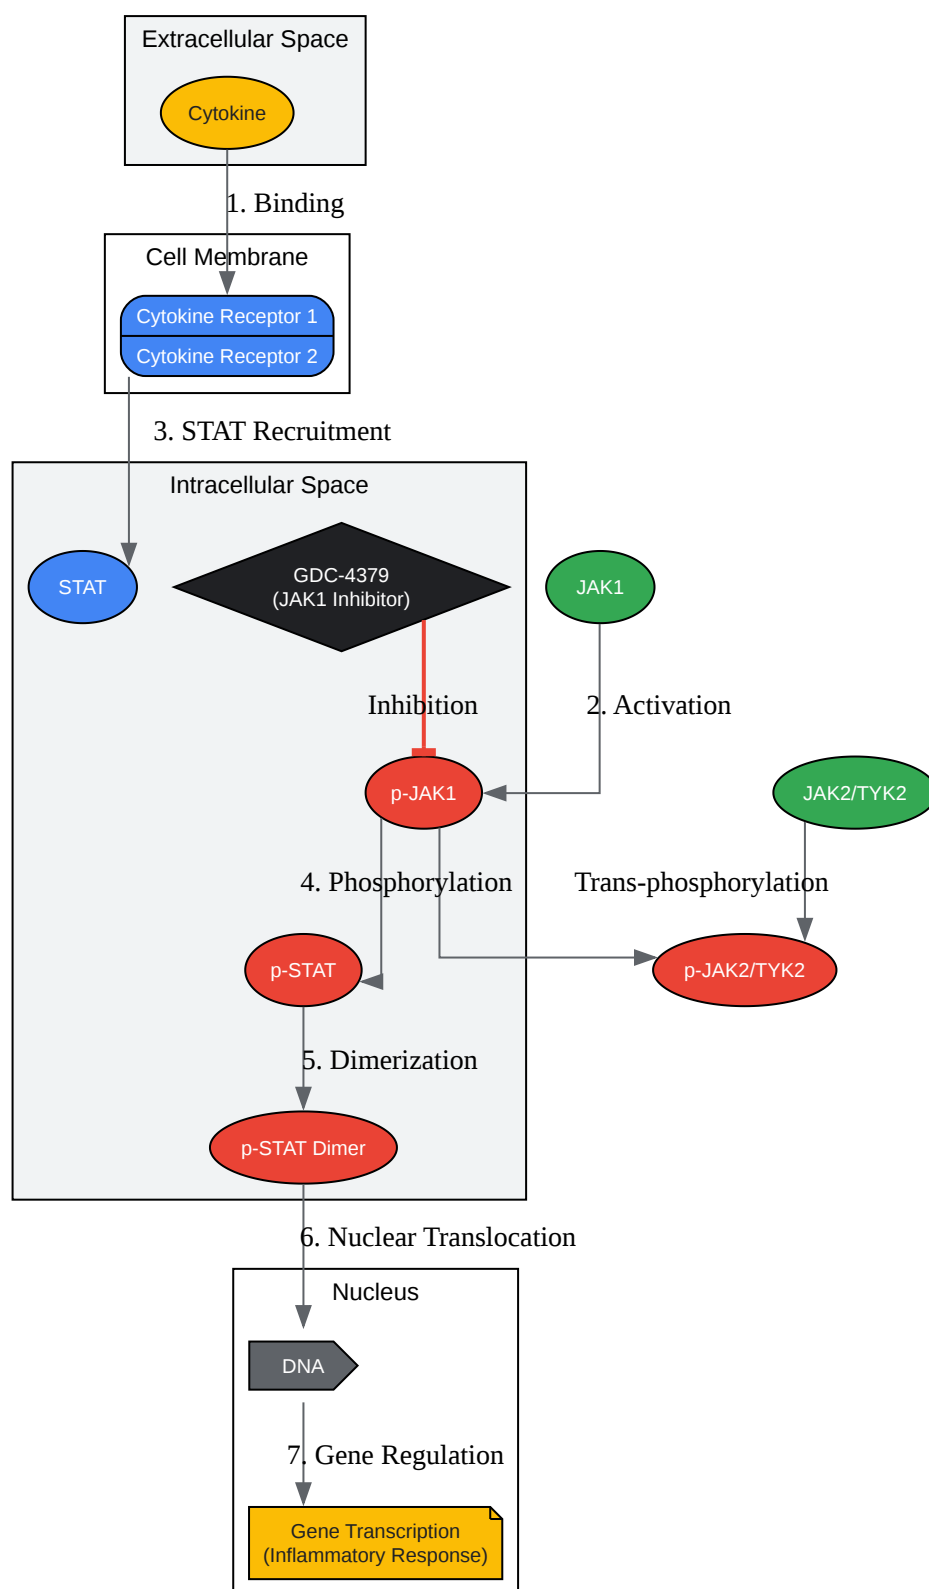 Extracellular Space
Cytokine
1. Binding
Cell Membrane
Cytokine Receptor 1
Cytokine Receptor 2
3. STAT Recruitment
Intracellular Space
STAT
GDC-4379
(JAK1 Inhibitor)
JAK1
Inhibition
2. Activation
p-JAK1
JAK2/TYK2
4. Phosphorylation
Trans-phosphorylation
p-STAT
p-JAK2/TYK2
5. Dimerization
p-STAT Dimer
6. Nuclear Translocation
Nucleus
DNA
7. Gene Regulation
Gene Transcription
(Inflammatory Response)